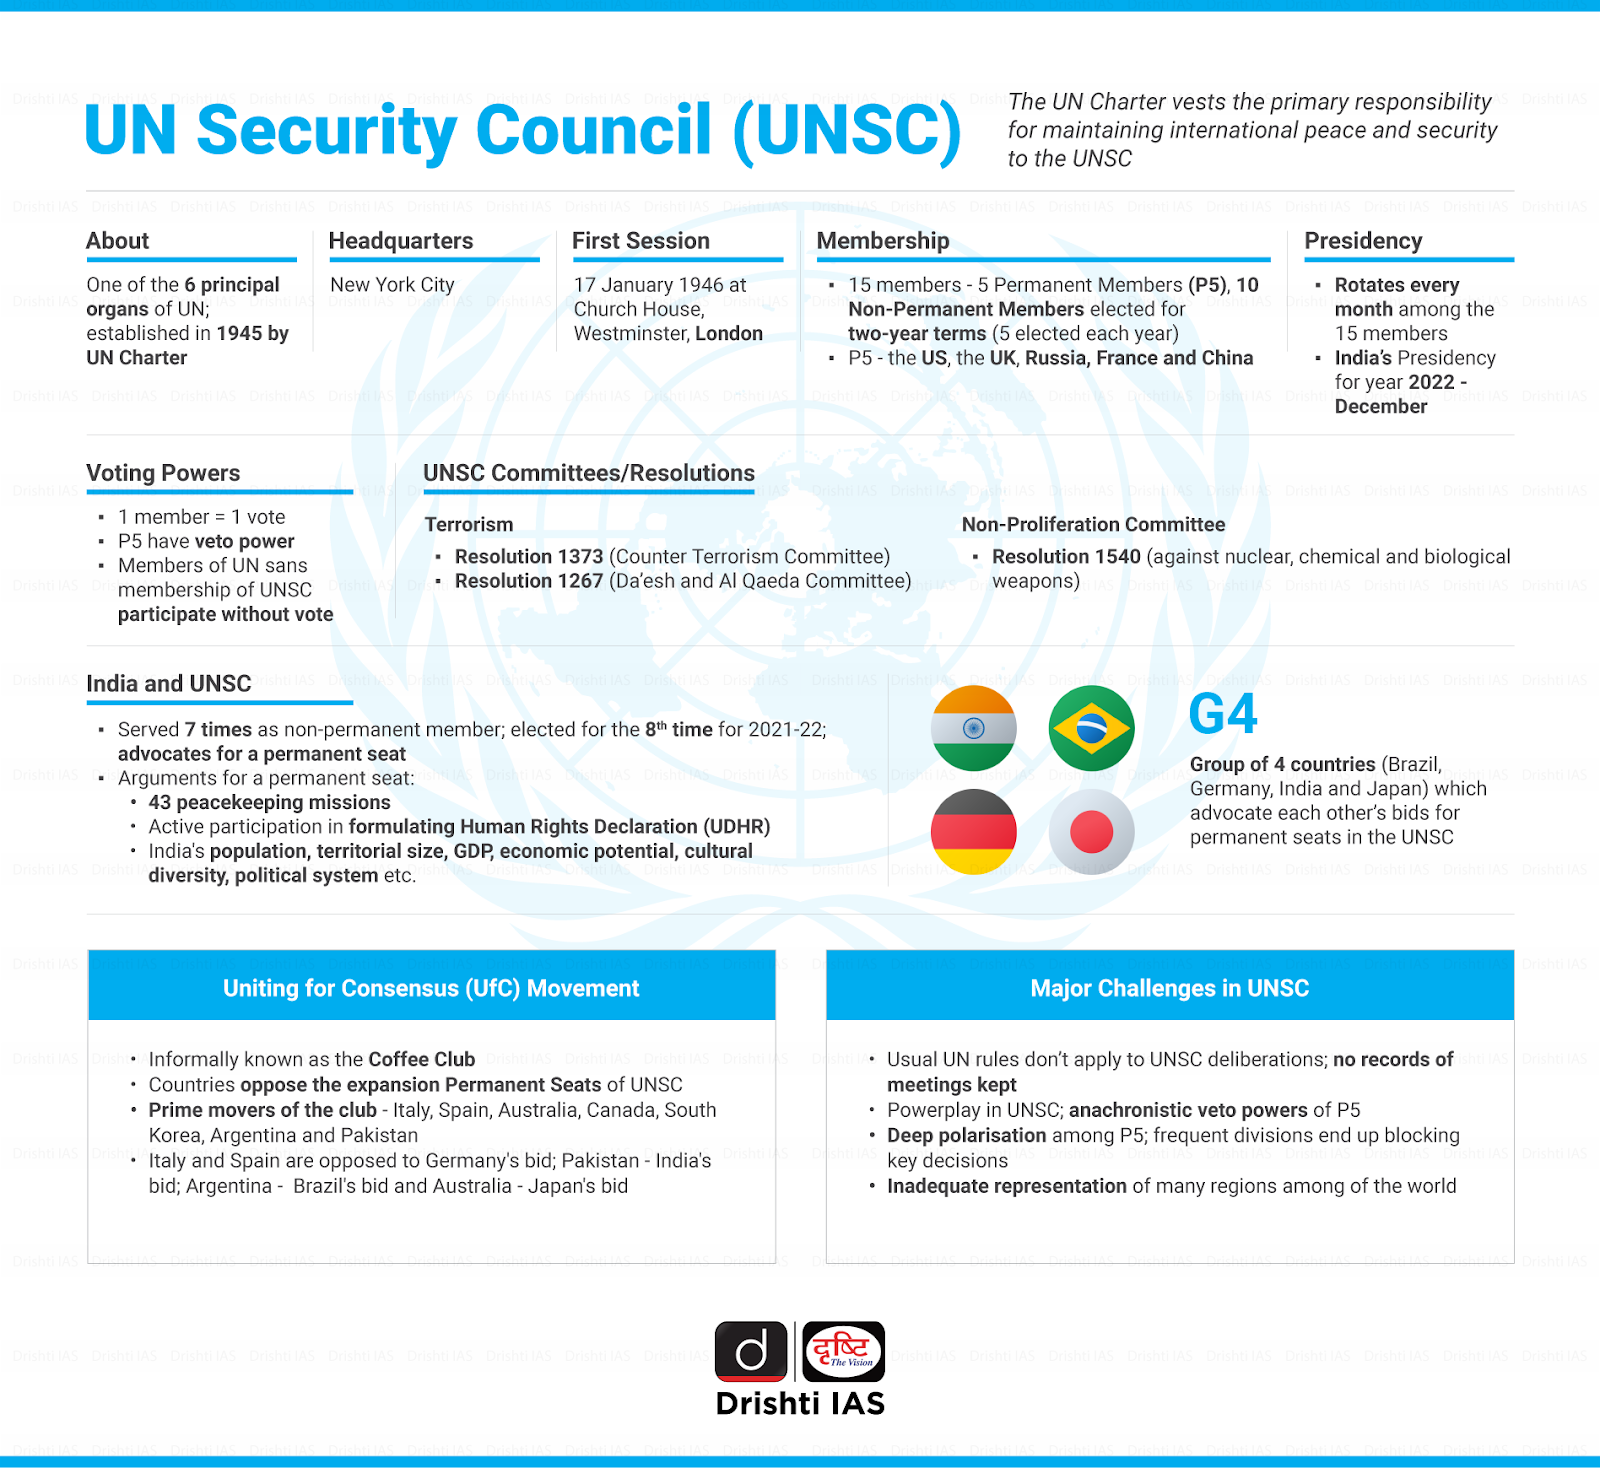 UN Security Council (UNSC)
The UN Charter vests the primary responsibility
for maintaining international peace and security
to the UNSC
About
One of the 6 principal
organs of UN;
established in 1945 by
UN Charter
Headquarters
New York City
First Session
17 January 1946 at
Church House,
Westminster, London
Membership
▪ 15 members - 5 Permanent Members (P5), 10
Non-Permanent Members elected for
two-year terms (5 elected each year)
▪ P5 - the US, the UK, Russia, France and China
Presidency
▪ Rotates every
month among the
15 members
▪ India's Presidency
for year 2022 -
December
Voting Powers
▪ 1 member = 1 vote
▪ P5 have veto power
▪ Members of UN sans
membership of UNSC
participate without vote
UNSC Committees/Resolutions
Terrorism
▪ Resolution 1373 (Counter Terrorism Committee)
▪ Resolution 1267 (Da'esh and Al Qaeda Committee)
Non-Proliferation Committee
▪ Resolution 1540 (against nuclear, chemical and biological
weapons)
India and UNSC
▪ Served 7 times as non-permanent member; elected for the 8th time for 2021-22;
advocates for a permanent seat
▪ Arguments for a permanent seat:
• 43 peacekeeping missions
• Active participation in formulating Human Rights Declaration (UDHR)
• India's population, territorial size, GDP, economic potential, cultural
diversity, political system etc.
G4
Group of 4 countries (Brazil,
Germany, India and Japan) which
advocate each other's bids for
permanent seats in the UNSC
Uniting for Consensus (UfC) Movement
• Informally known as the Coffee Club
• Countries oppose the expansion Permanent Seats of UNSC
• Prime movers of the club - Italy, Spain, Australia, Canada, South
Korea, Argentina and Pakistan
• Italy and Spain are opposed to Germany's bid; Pakistan - India's
bid; Argentina - Brazil's bid and Australia - Japan's bid
Major Challenges in UNSC
• Usual UN rules don't apply to UNSC deliberations; no records of
meetings kept
• Powerplay in UNSC; anachronistic veto powers of P5
• Deep polarisation among P5; frequent divisions end up blocking
key decisions
• Inadequate representation of many regions among of the world
d
दृष्टि
The Vision
Drishti IAS